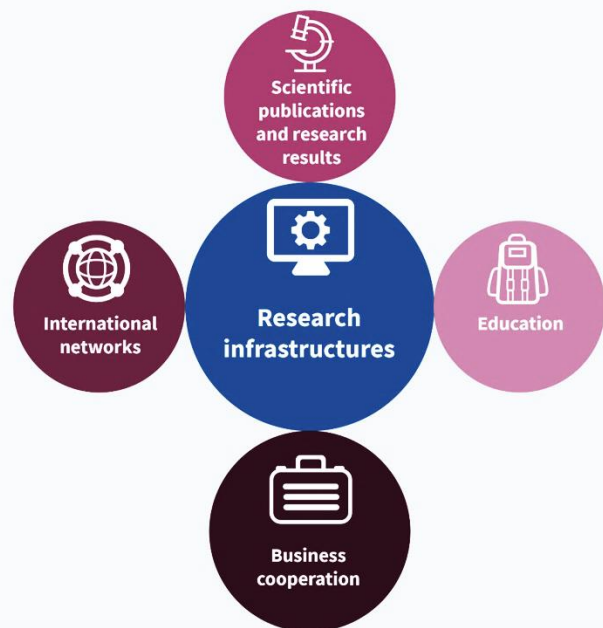 Scientific
publications
and research
results
International
networks
Research
infrastructures
Education
Business
cooperation